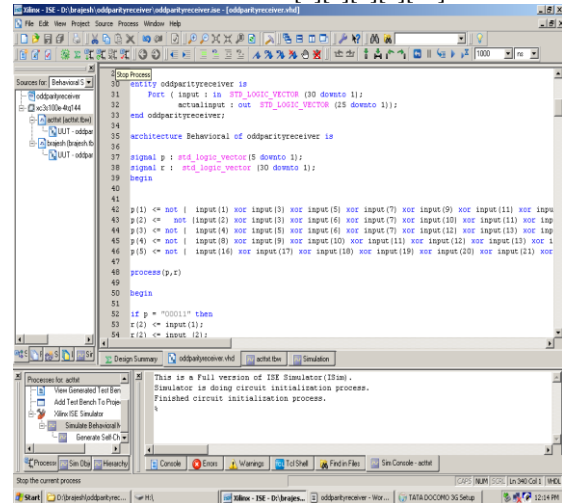 Xilinx - ISE - D:\brajesh\oddparityreceiver\oddparityreceiver.ise - [oddparityreceiver.vhd]
File Edit View Project Source Process Window Help
1000 ns
Sources for: Behavioral S
oddparityreceiver
xc3s100e-4tq144
acttxt (acttxt.tbw)
UUT - oddpar
brajesh (brajesh.tb
UUT - oddpar
Stop Process
30 entity oddparityreceiver is
31 Port ( input : in STD_LOGIC_VECTOR (30 downto 1);
32 actualinput : out STD_LOGIC_VECTOR (25 downto 1));
33 end oddparityreceiver;
34
35 architecture Behavioral of oddparityreceiver is
36
37 signal p : std_logic_vector(5 downto 1);
38 signal r : std_logic_vector (30 downto 1);
39 begin
40
41
42 p(1) <= not ( input(1) xor input(3) xor input(5) xor input(7) xor input(9) xor input(11) xor inpu
43 p(2) <= not (input(2) xor input(3) xor input(6) xor input(7) xor input(10) xor input(11) xor inp
44 p(3) <= not ( input(4) xor input(5) xor input(6) xor input(7) xor input(12) xor input(13) xor inp
45 p(4) <= not ( input(8) xor input(9) xor input(10) xor input(11) xor input(12) xor input(13) xor i
46 p(5) <= not ( input(16) xor input(17) xor input(18) xor input(19) xor input(20) xor input(21) xor
47
48 process(p,r)
49
50 begin
51
52 if p = "00011" then
53 r(2) <= input(1);
54 r(2) <= input (2);
Design Summary oddparityreceiver.vhd acttxt.tbw Simulation
Processes for: acttxt
View Generated Test Ben
Add Test Bench To Proje
Xilinx ISE Simulator
Simulate Behavioral M
Generate Self-Ch
Process Sim Obje Hierarchy
This is a Full version of ISE Simulator(ISim).
Simulator is doing circuit initialization process.
Finished circuit initialization process.
%
Console Errors Warnings Tcl Shell Find in Files Sim Console - acttxt
Stop the current process
CAPS NUM SCRL Ln 340 Col 1 VHDL
Start D:\brajesh\oddparityrec... H:\ Xilinx - ISE - D:\brajes... oddparityreceiver - Wor... TATA DOCOMO 3G Setup 12:14 PM